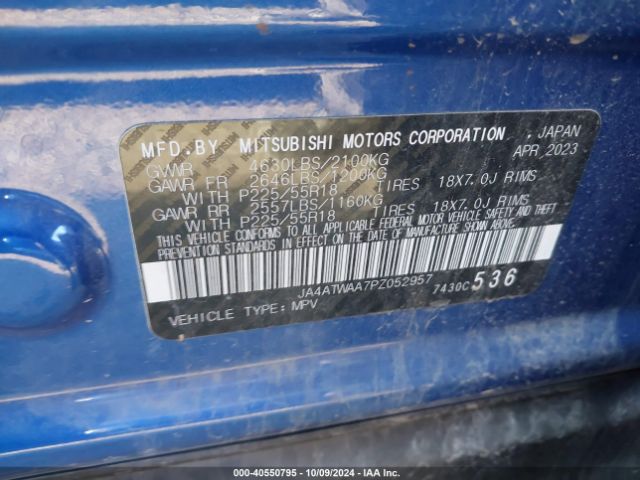 MFD. BY MITSUBISHI MOTORS CORPORATION, JAPAN
GVWR 4630LBS/2100KG APR 2023
GAWR FR 2646LBS/1200KG
WITH P225/55R18 TIRES 18X7.0J RIMS
GAWR RR 2557LBS/1160KG
WITH P225/55R18 TIRES 18X7.0J RIMS
THIS VEHICLE CONFORMS TO ALL APPLICABLE FEDERAL MOTOR VEHICLE SAFETY AND THEFT
PREVENTION STANDARDS IN EFFECT ON THE DATE OF MANUFACTURE SHOWN ABOVE.
JA4ATWAA7PZ052957 7430C 536
VEHICLE TYPE: MPV
000-40550795 - 10/09/2024 - IAA Inc.